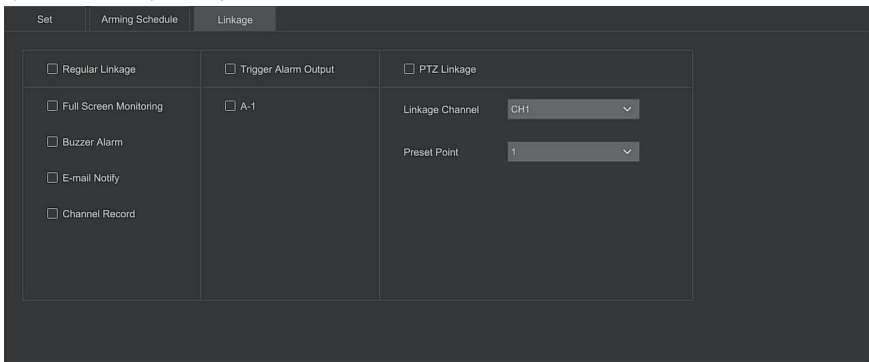 Set Arming Schedule Linkage
Regular Linkage Trigger Alarm Output PTZ Linkage
Full Screen Monitoring A-1 Linkage Channel CH1
Buzzer Alarm Preset Point 1
E-mail Notify
Channel Record